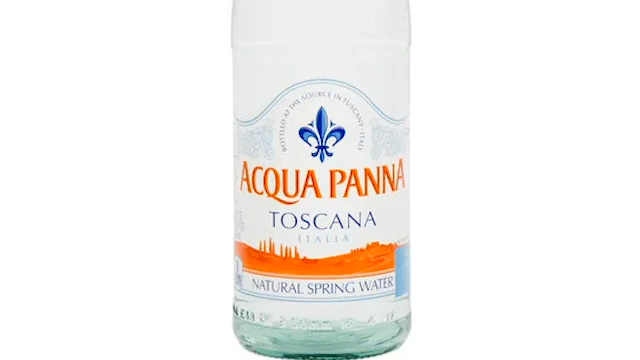 BOTTLED AT THE SOURCE IN TUSCANY-ITALY
ACQUA PANNA
TOSCANA
ITALIA
NATURAL SPRING WATER